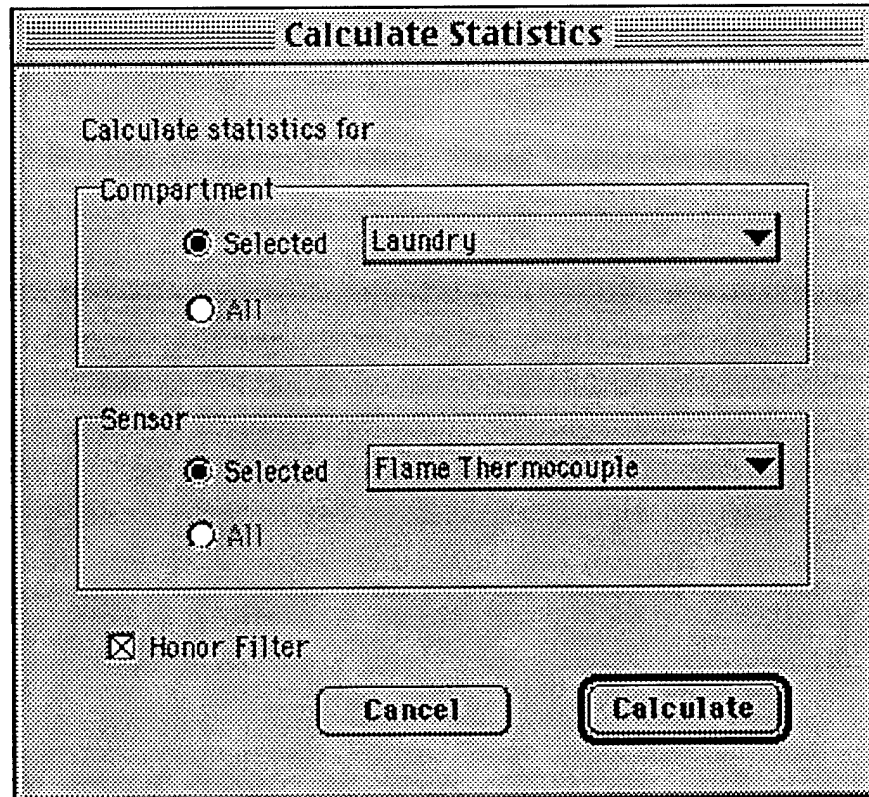 Calculate Statistics
Calculate statistics for
Compartment
Selected Laundry
All
Sensor
Selected Flame Thermocouple
All
Honor Filter
Cancel Calculate